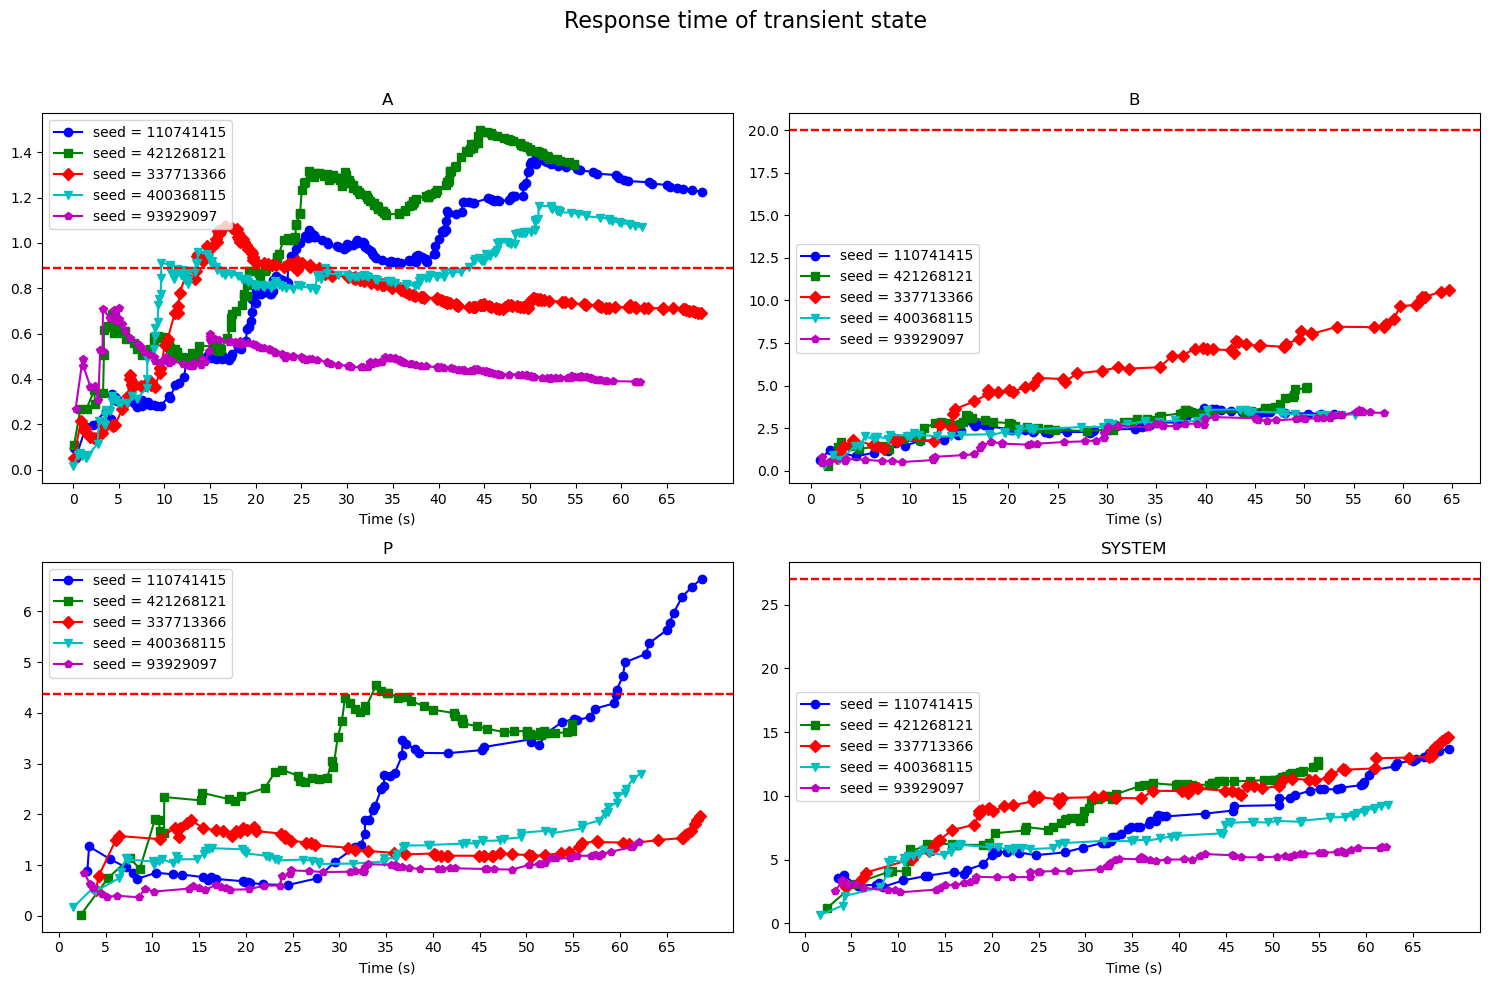 Response time of transient state
A
1.4
1.2
1.0
0.8
0.6
0.4
0.2
0.0
seed = 110741415
seed = 421268121
seed = 337713366
seed = 400368115
seed = 93929097
0 5 10 15 20 25 30 35 40 45 50 55 60 65
Time (s)
B
20.0
17.5
15.0
12.5
10.0
7.5
5.0
2.5
0.0
seed = 110741415
seed = 421268121
seed = 337713366
seed = 400368115
seed = 93929097
0 5 10 15 20 25 30 35 40 45 50 55 60 65
Time (s)
P
6
5
4
3
2
1
0
seed = 110741415
seed = 421268121
seed = 337713366
seed = 400368115
seed = 93929097
0 5 10 15 20 25 30 35 40 45 50 55 60 65
Time (s)
SYSTEM
25
20
15
10
5
0
seed = 110741415
seed = 421268121
seed = 337713366
seed = 400368115
seed = 93929097
0 5 10 15 20 25 30 35 40 45 50 55 60 65
Time (s)